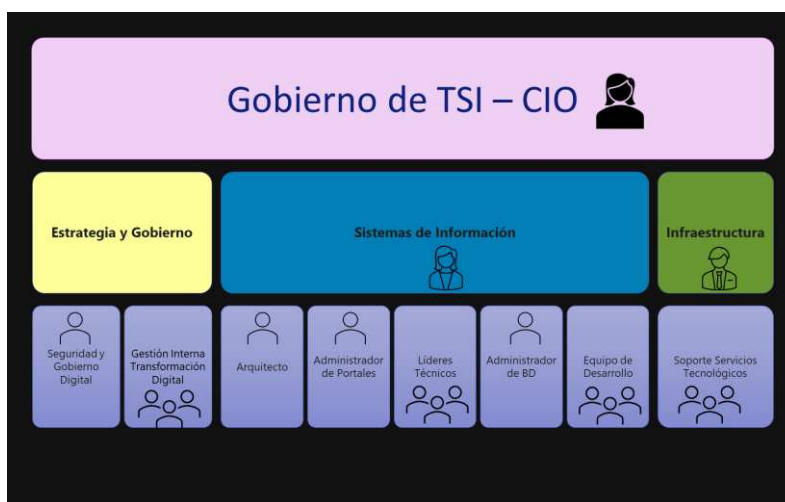 Gobierno de TSI – CIO
Estrategia y Gobierno
Sistemas de Información
Infraestructura
Seguridad y
Gobierno
Digital
Gestión Interna
Transformación
Digital
Arquitecto
Administrador
de Portales
Líderes
Técnicos
Administrador
de BD
Equipo de
Desarrollo
Soporte Servicios
Tecnológicos